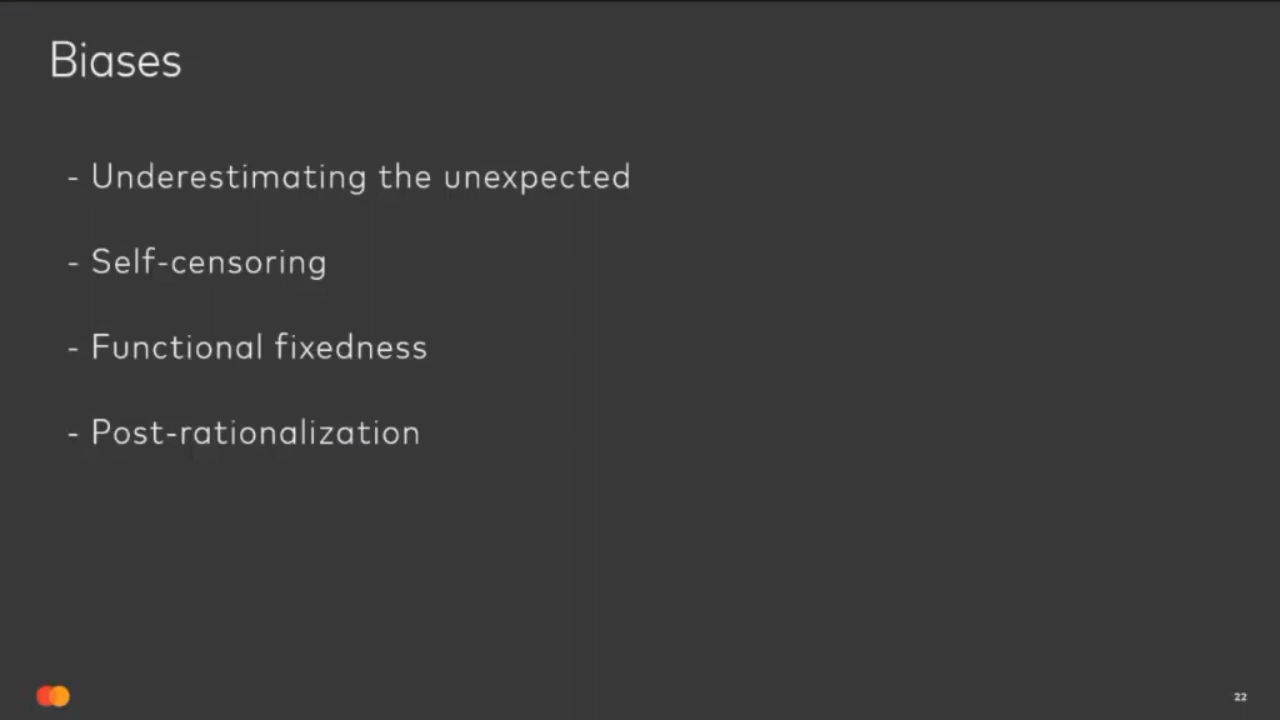 Biases
- Underestimating the unexpected
- Self-censoring
- Functional fixedness
- Post-rationalization
22